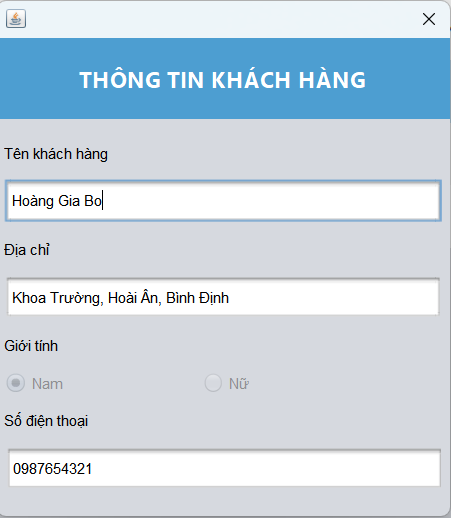 THÔNG TIN KHÁCH HÀNG
Tên khách hàng
Hoàng Gia Bo
Địa chỉ
Khoa Trường, Hoài Ân, Bình Định
Giới tính
Nam Nữ
Số điện thoại
0987654321